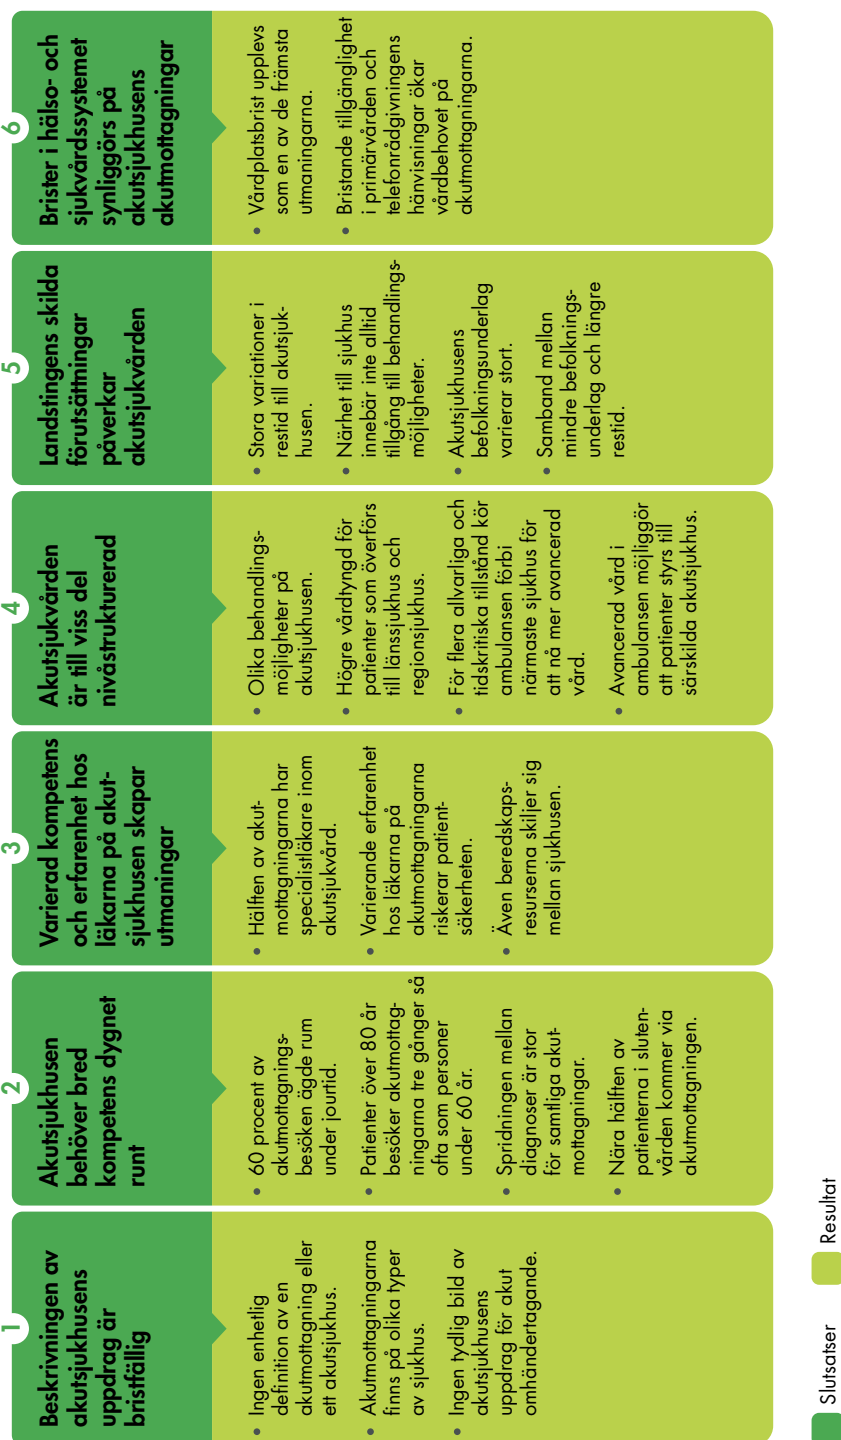 1
Beskrivningen av
akutsjukhusens
uppdrag är
bristfällig
• Ingen enhetlig
definition av en
akutmottagning eller
ett akutsjukhus.
• Akutmottagningarna
finns på olika typer
av sjukhus.
• Ingen tydlig bild av
akutsjukhusens
uppdrag för akut
omhändertagande.
2
Akutsjukhusen
behöver bred
kompetens dygnet
runt
• 60 procent av
akutmottagnings-
besöken ägde rum
under jourtid.
• Patienter över 80 år
besöker akutmottag-
ningarna tre gånger så
ofta som personer
under 60 år.
• Spridningen mellan
diagnoser är stor
för samtliga akut-
mottagningar.
• Nära hälften av
patienterna i sluten-
vården kommer via
akutmottagningen.
3
Varierad kompetens
och erfarenhet hos
läkarna på akut-
sjukhusen skapar
utmaningar
• Hälften av akut-
mottagningarna har
specialistläkare inom
akutsjukvård.
• Varierande erfarenhet
hos läkarna på
akutmottagningarna
riskerar patient-
säkerheten.
• Även beredskaps-
resurserna skiljer sig
mellan sjukhusen.
4
Akutsjukvården
är till viss del
nivåstrukturerad
• Olika behandlings-
möjligheter på
akutsjukhusen.
• Högre vårdtyngd för
patienter som överförs
till länssjukhus och
regionsjukhus.
• För flera allvarliga och
tidskritiska tillstånd kör
ambulansen förbi
närmaste sjukhus för
att nå mer avancerad
vård.
• Avancerad vård i
ambulansen möjliggör
att patienter styrs till
särskilda akutsjukhus.
5
Landstingens skilda
förutsättningar
påverkar
akutsjukvården
• Stora variationer i
restid till akutsjuk-
husen.
• Närhet till sjukhus
innebär inte alltid
tillgång till behandlings-
möjligheter.
• Akutsjukhusens
befolkningsunderlag
varierar stort.
• Samband mellan
mindre befolknings-
underlag och längre
restid.
6
Brister i hälso- och
sjukvårdssystemet
synliggörs på
akutsjukhusens
akutmottagningar
• Vårdplatsbrist upplevs
som en av de främsta
utmaningarna.
• Bristande tillgänglighet
i primärvården och
telefonrådgivningens
hänvisningar ökar
vårdbehovet på
akutmottagningarna.
Slutsatser
Resultat